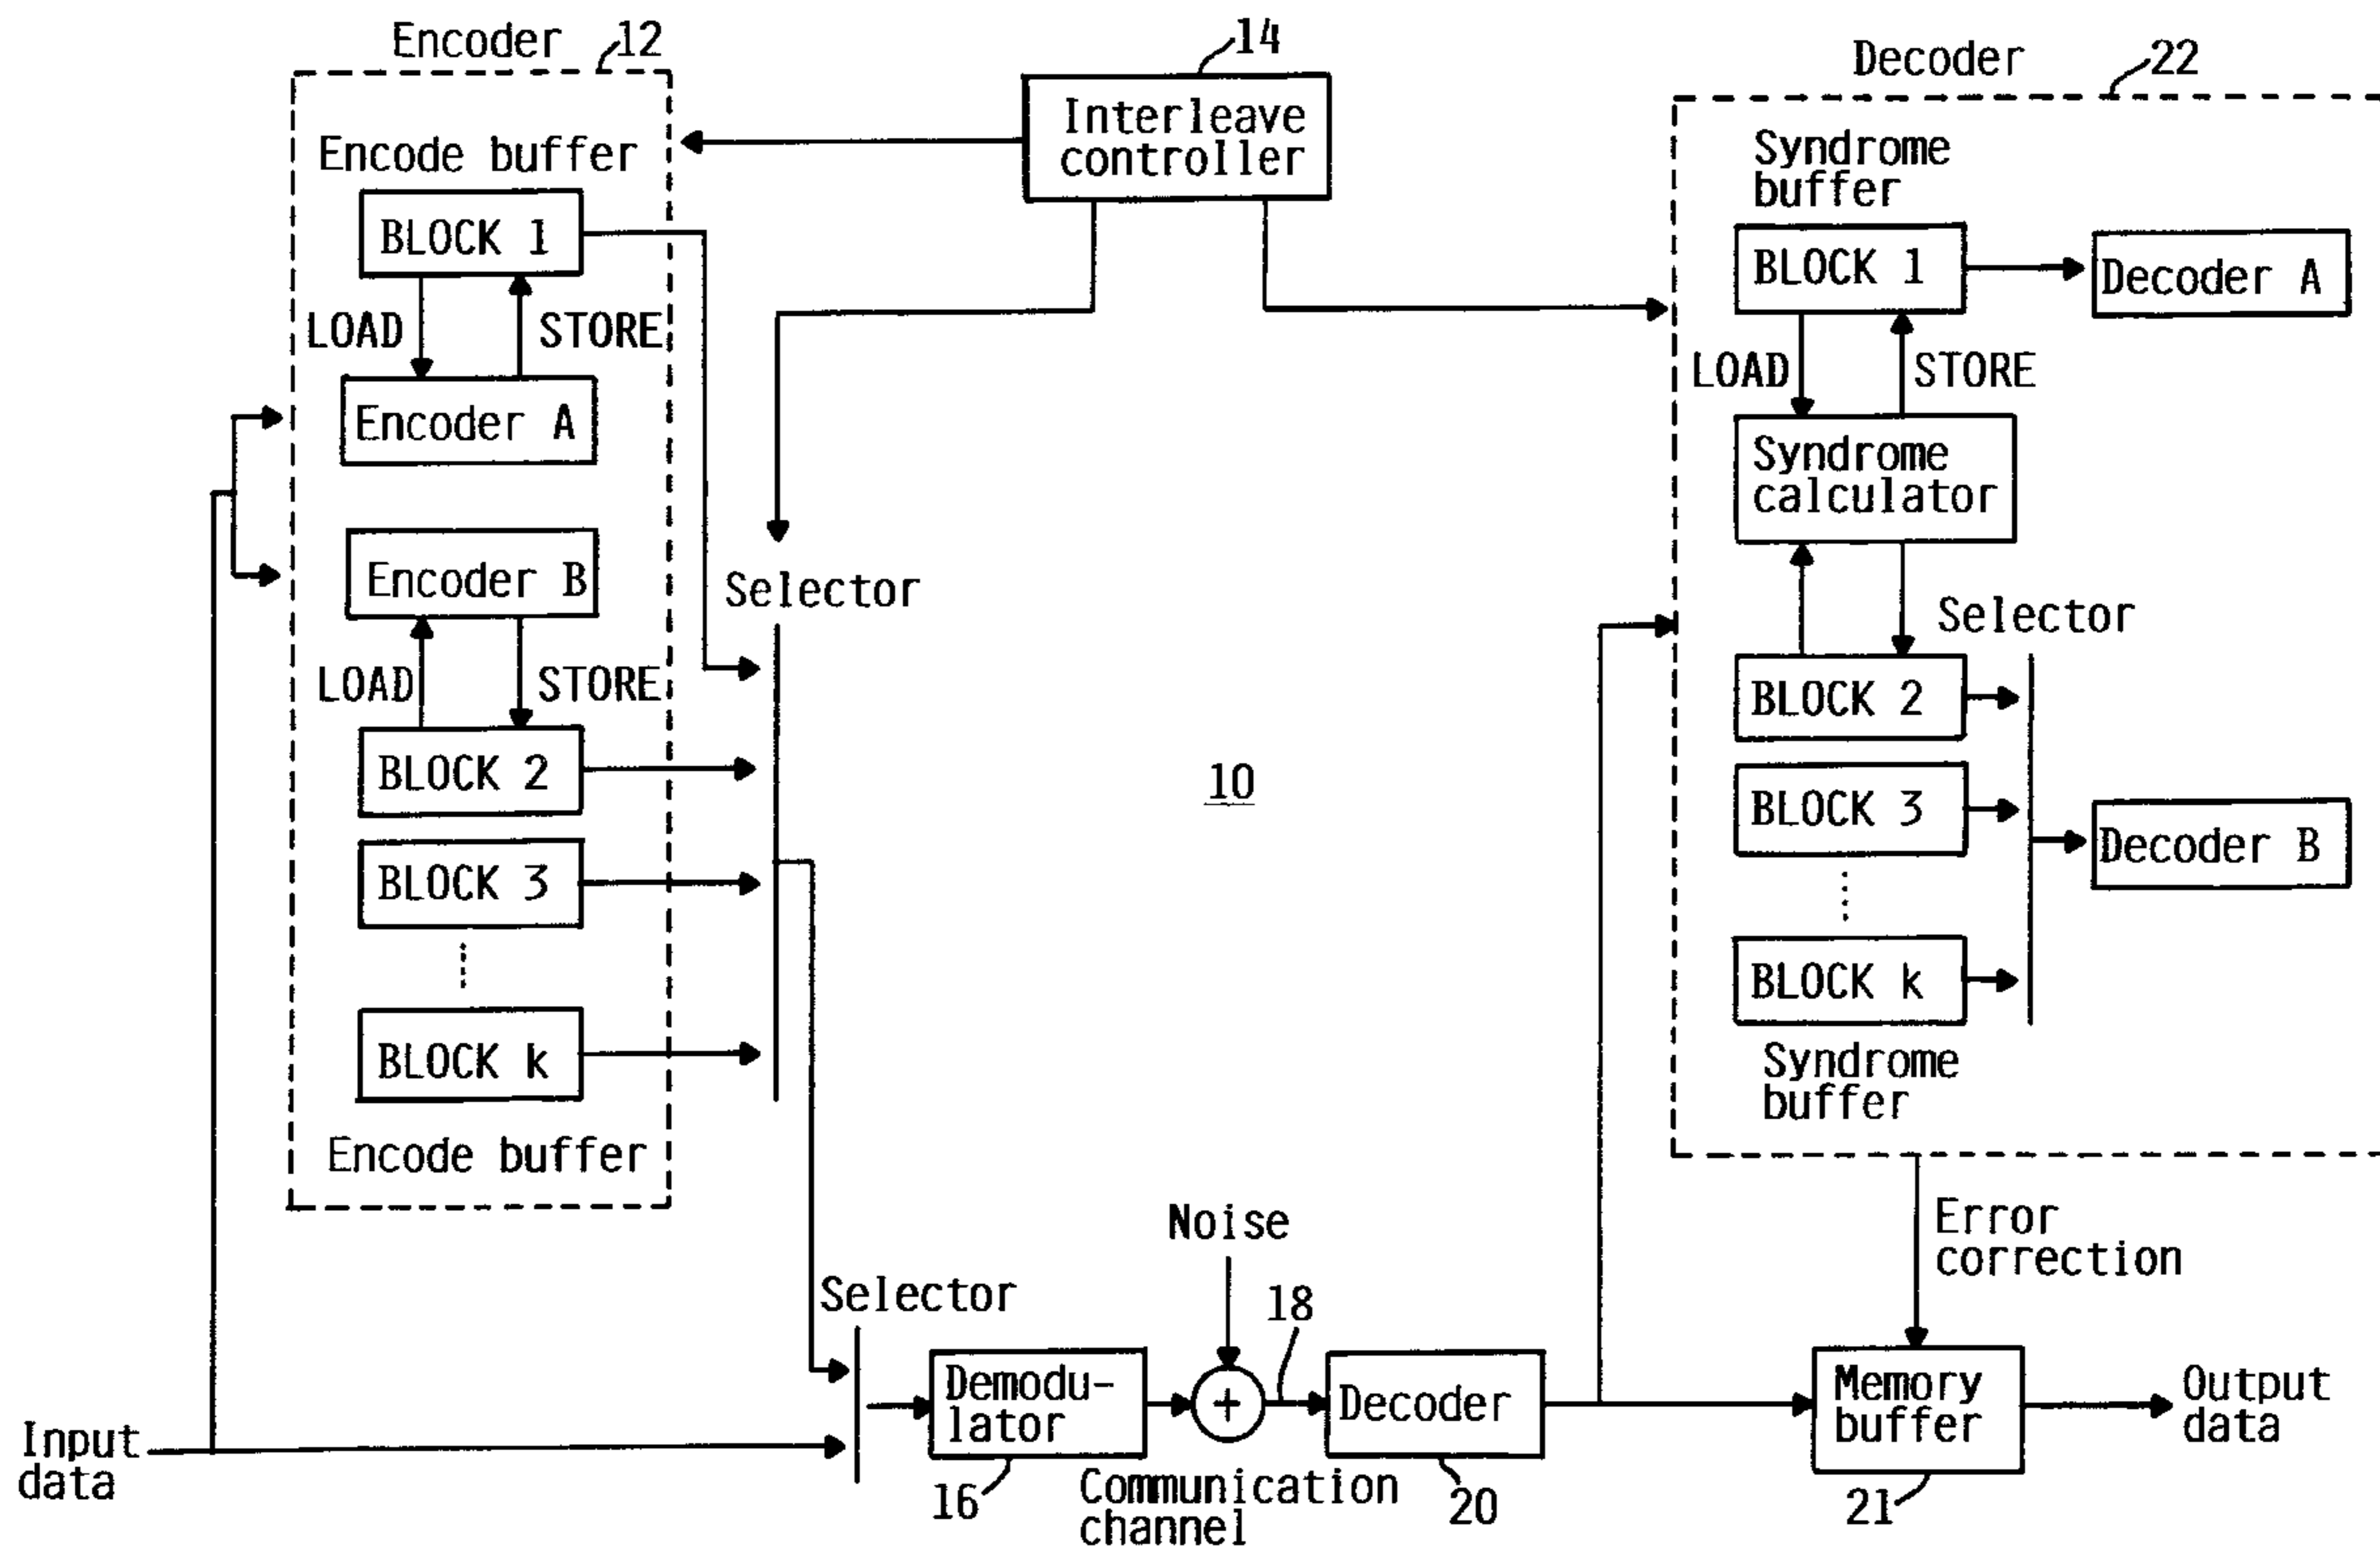 Encoder
12
Encode buffer
BLOCK 1
LOAD
STORE
Encoder A
Encoder B
LOAD
STORE
BLOCK 2
BLOCK 3
BLOCK k
Encode buffer
14
Interleave
controller
Selector
10
Decoder
22
Syndrome
buffer
BLOCK 1
Decoder A
LOAD
STORE
Syndrome
calculator
Selector
BLOCK 2
BLOCK 3
Decoder B
BLOCK k
Syndrome
buffer
Error
correction
Noise
Selector
18
Input
data
Demodu-
lator
16
+
Communication
channel
Decoder
20
Memory
buffer
21
Output
data